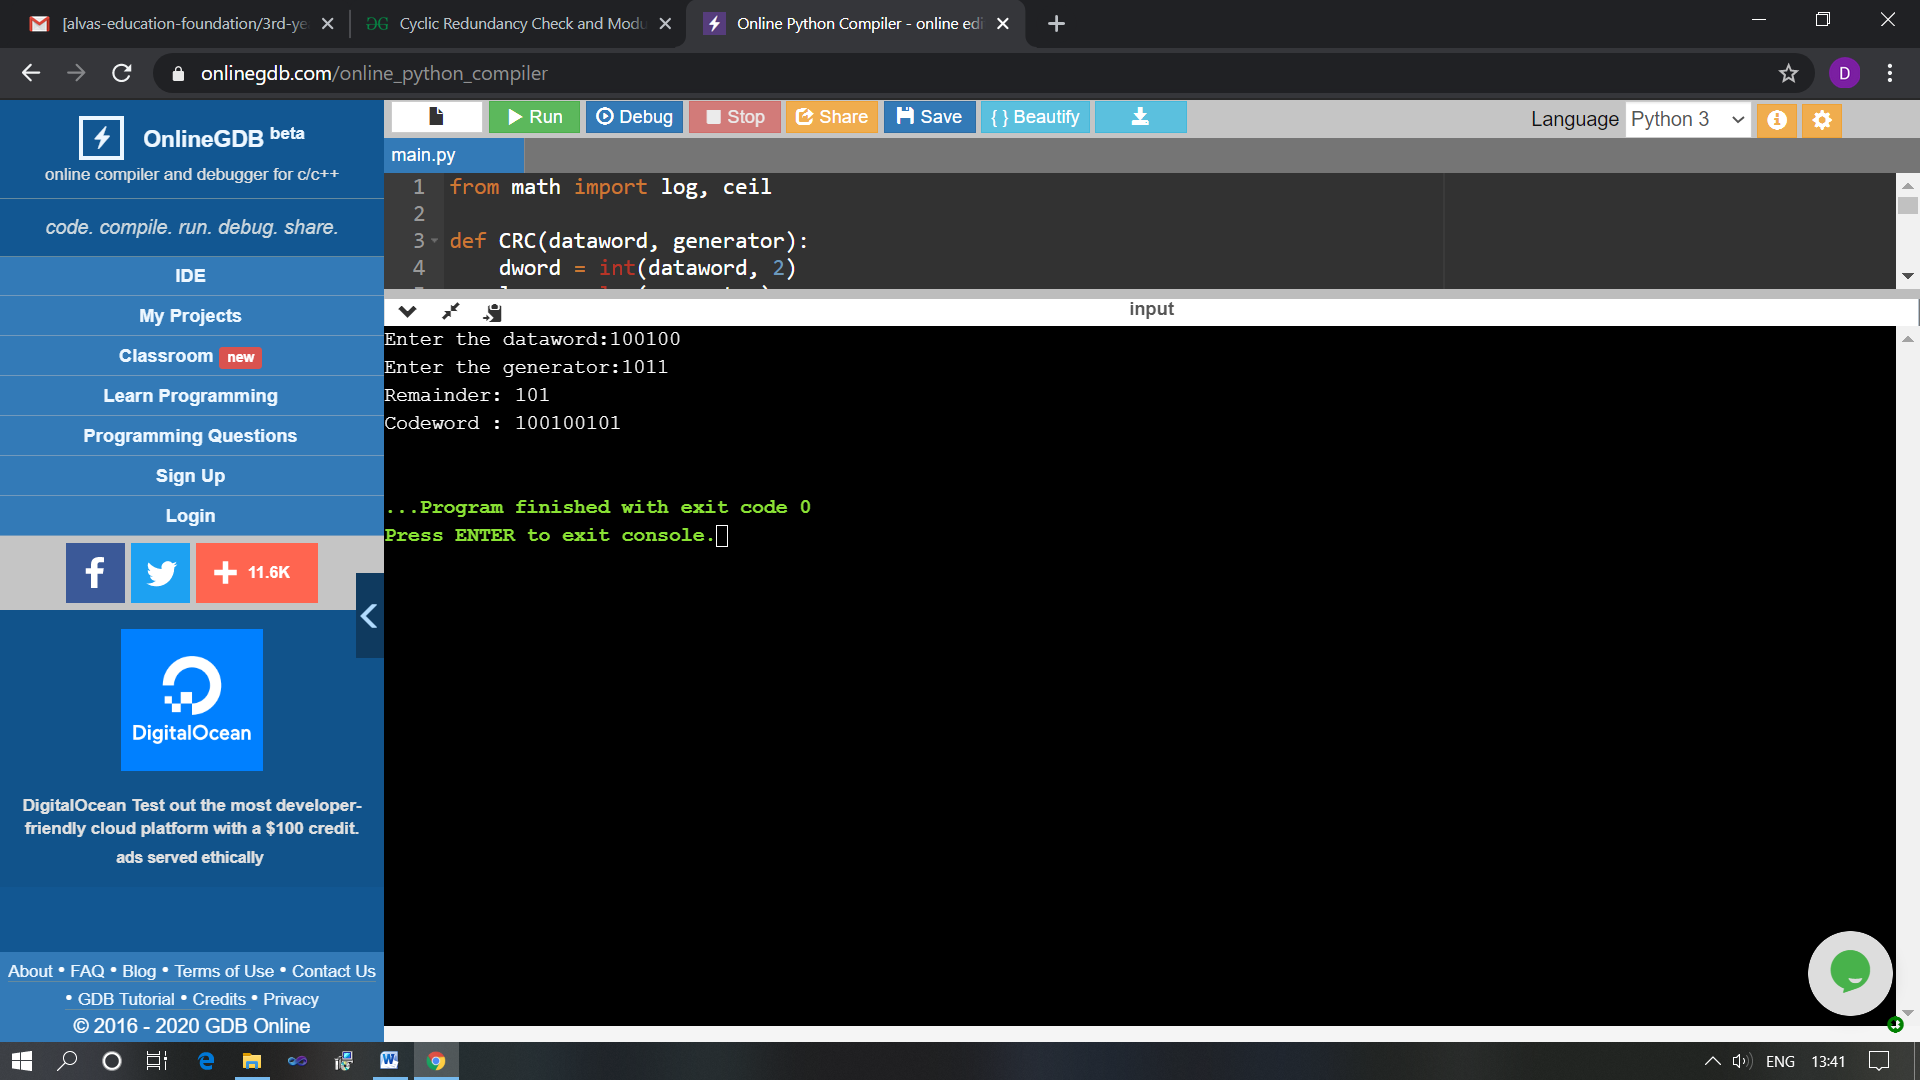 [alvas-education-foundation/3rd-ye
Cyclic Redundancy Check and Modu
Online Python Compiler - online edi
onlinegdb.com/online_python_compiler
D
OnlineGDB beta
online compiler and debugger for c/c++
code. compile. run. debug. share.
IDE
My Projects
Classroom new
Learn Programming
Programming Questions
Sign Up
Login
+ 11.6K
DigitalOcean
DigitalOcean Test out the most developer-
friendly cloud platform with a $100 credit.
ads served ethically
About • FAQ • Blog • Terms of Use • Contact Us
• GDB Tutorial • Credits • Privacy
© 2016 - 2020 GDB Online
Run Debug Stop Share Save { } Beautify
Language Python 3
main.py
1 from math import log, ceil
2
3 def CRC(dataword, generator):
4 dword = int(dataword, 2)
input
Enter the dataword:100100
Enter the generator:1011
Remainder: 101
Codeword : 100100101
...Program finished with exit code 0
Press ENTER to exit console.
ENG 13:41